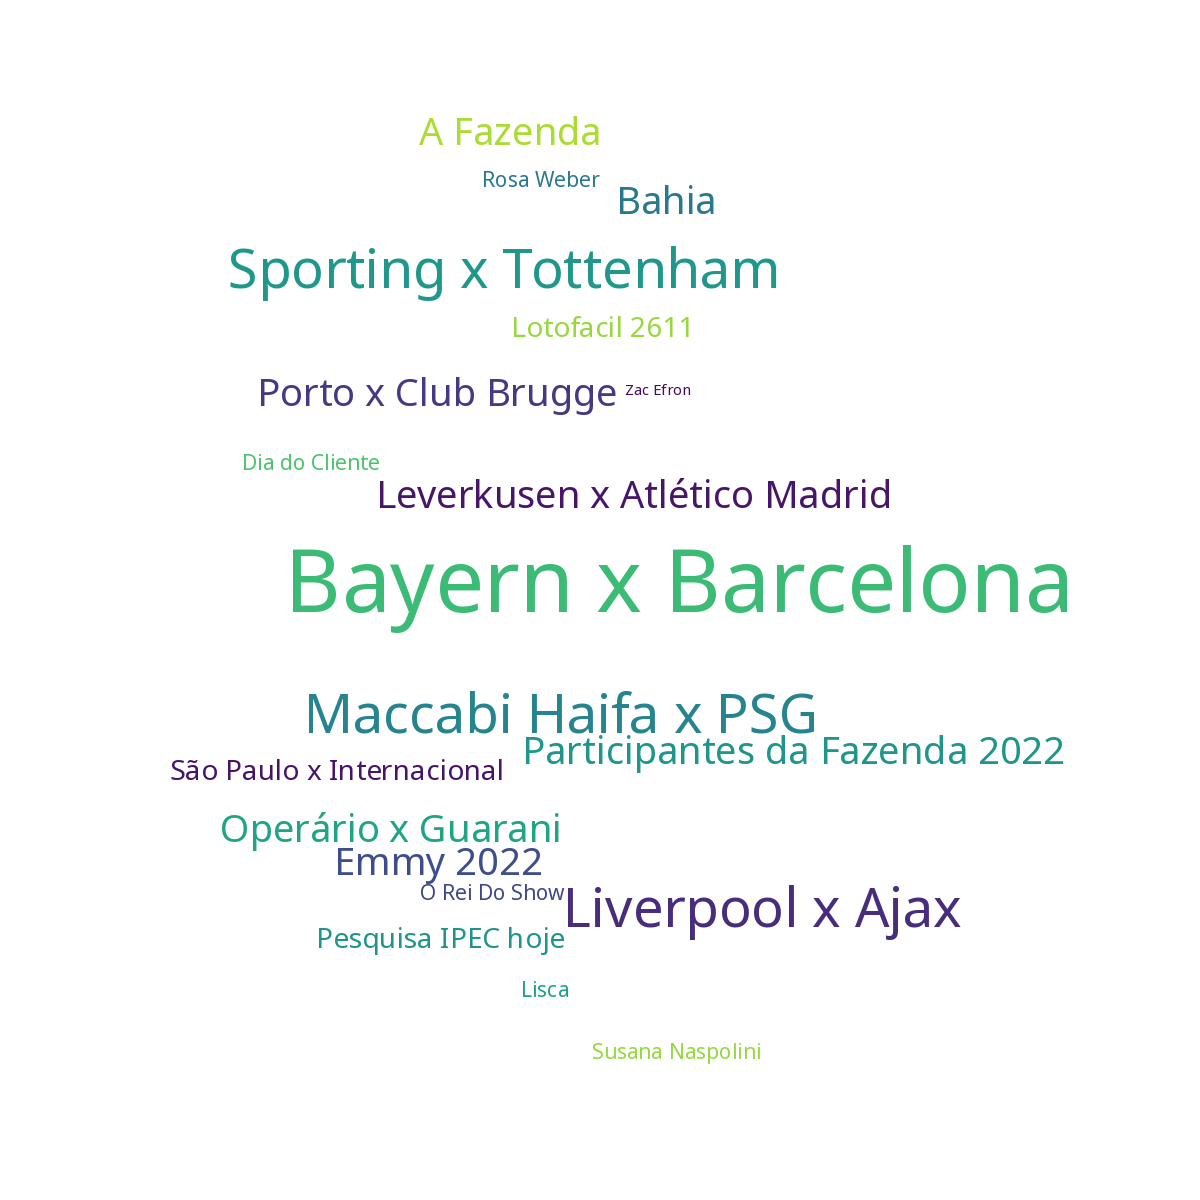 A Fazenda
Rosa Weber
Bahia
Sporting x Tottenham
Lotofacil 2611
Porto x Club Brugge
Zac Efron
Dia do Cliente
Leverkusen x Atlético Madrid
Bayern x Barcelona
Maccabi Haifa x PSG
Participantes da Fazenda 2022
São Paulo x Internacional
Operário x Guarani
Emmy 2022
O Rei Do Show
Liverpool x Ajax
Pesquisa IPEC hoje
Lisca
Susana Naspolini